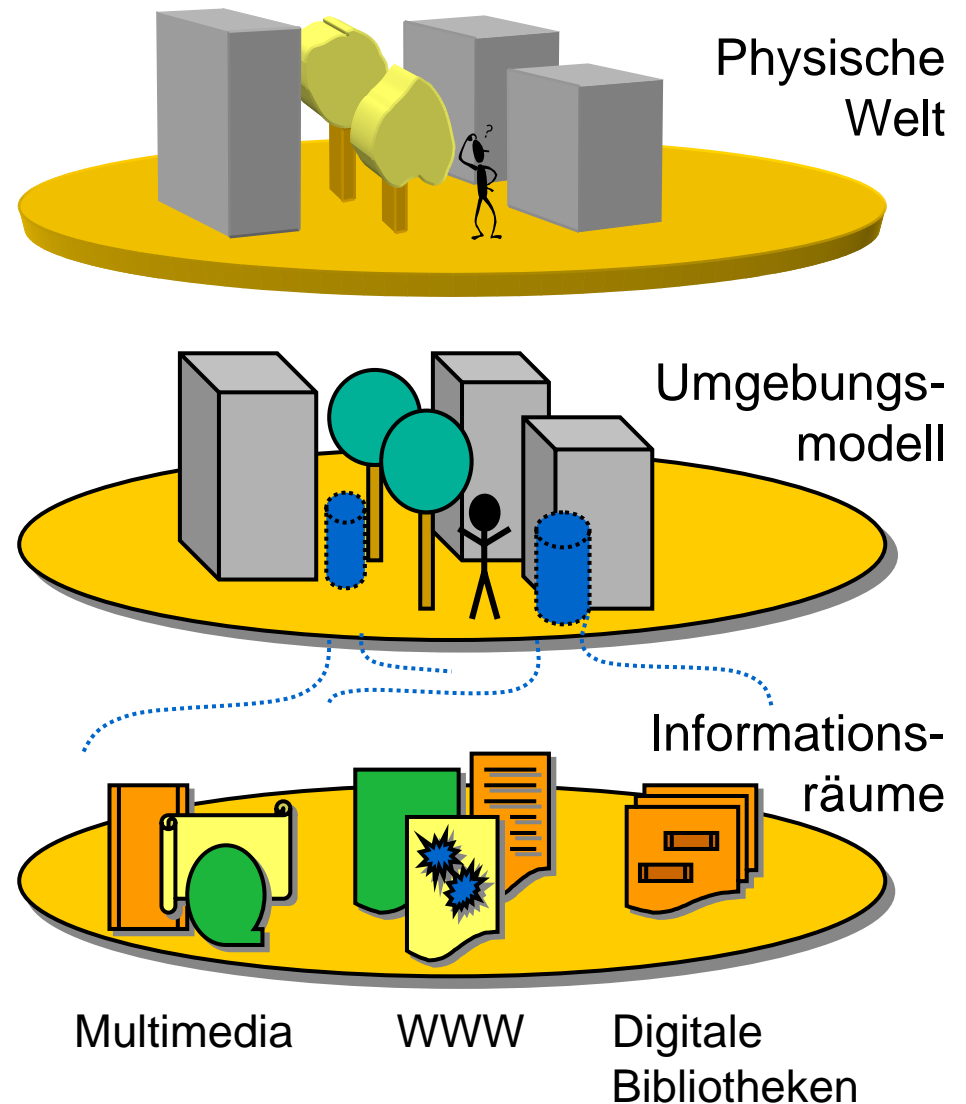 Physische
Welt
?
Umgebungs-
modell
Informations-
räume
Multimedia
WWW
Digitale
Bibliotheken